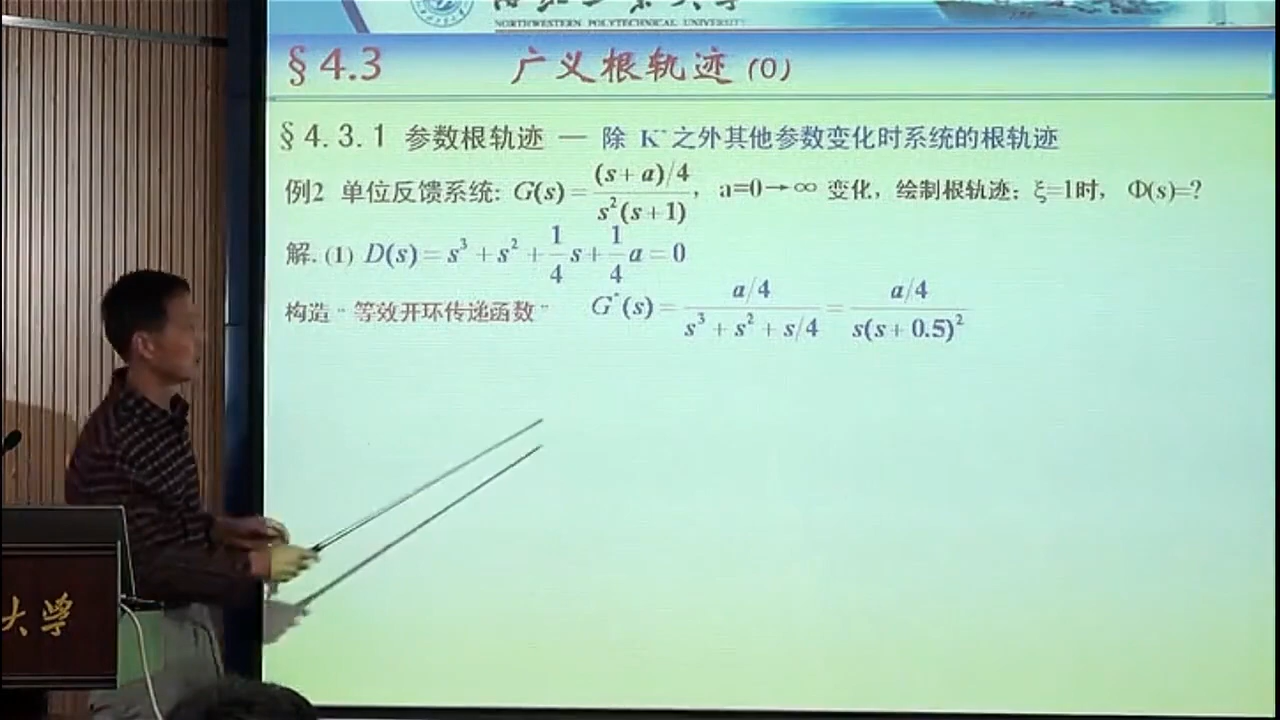 NORTHWESTERN POLYTECHNICAL UNIVERSITY
§ 4.3 广义根轨迹 (0)
§ 4.3.1 参数根轨迹 — 除 K* 之外其他参数变化时系统的根轨迹
例2 单位反馈系统: G(s) = ((s+a)/4)/(s²(s+1)), a=0→∞ 变化, 绘制根轨迹; ξ=1时, Φ(s)=?
解. (1) D(s) = s³ + s² + 1/4 s + 1/4 a = 0
构造 “等效开环传递函数” G*(s) = (a/4)/(s³ + s² + s/4) = (a/4)/(s(s+0.5)²)
大学